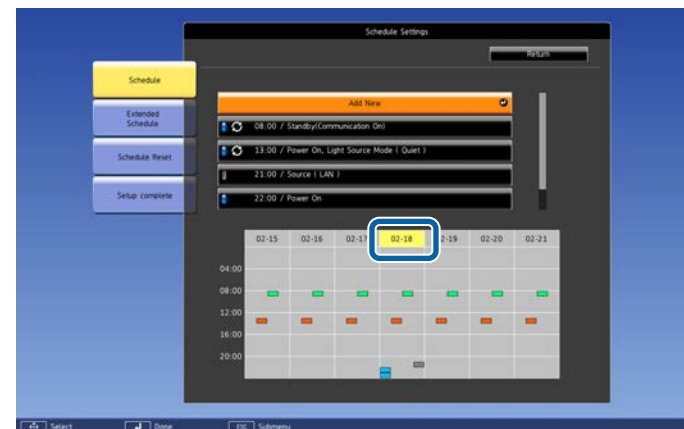 Schedule Settings
Return
Schedule
Extended
Schedule
Schedule Reset
Setup complete
Add New
08:00 / Standby(Communication On)
13:00 / Power On, Light Source Mode ( Quiet )
21:00 / Source ( LAN )
22:00 / Power On
02-15 02-16 02-17 02-18 02-19 02-20 02-21
04:00
08:00
12:00
16:00
20:00
Select Done ESC Submenu